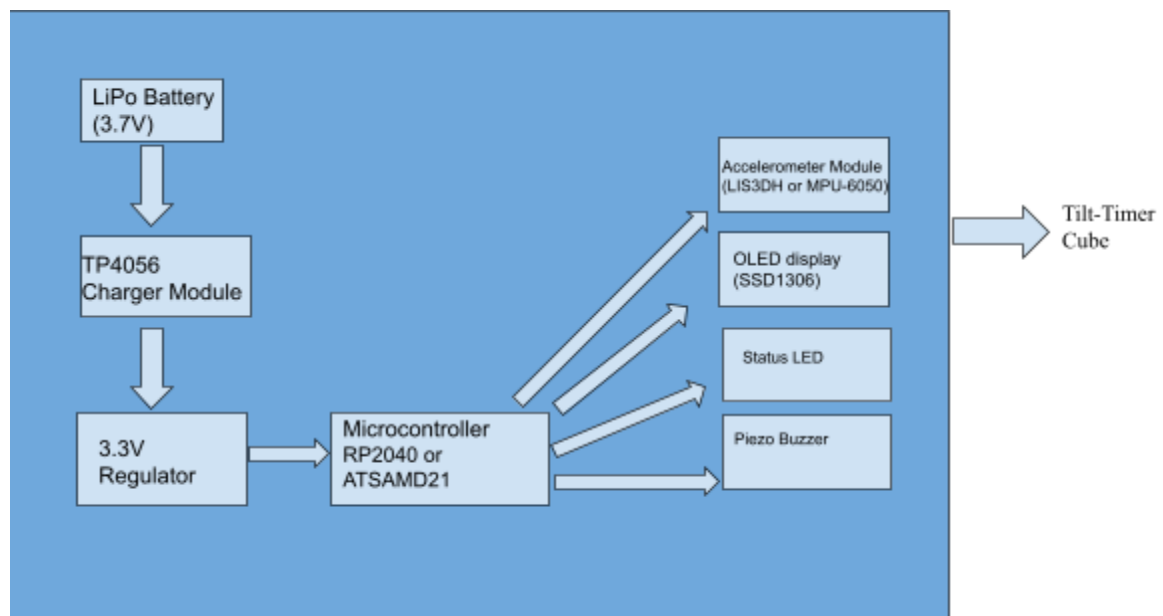 LiPo Battery
(3.7V)
TP4056
Charger Module
3.3V
Regulator
Microcontroller
RP2040 or
ATSAMD21
Accelerometer Module
(LIS3DH or MPU-6050)
OLED display
(SSD1306)
Status LED
Piezo Buzzer
Tilt-Timer
Cube